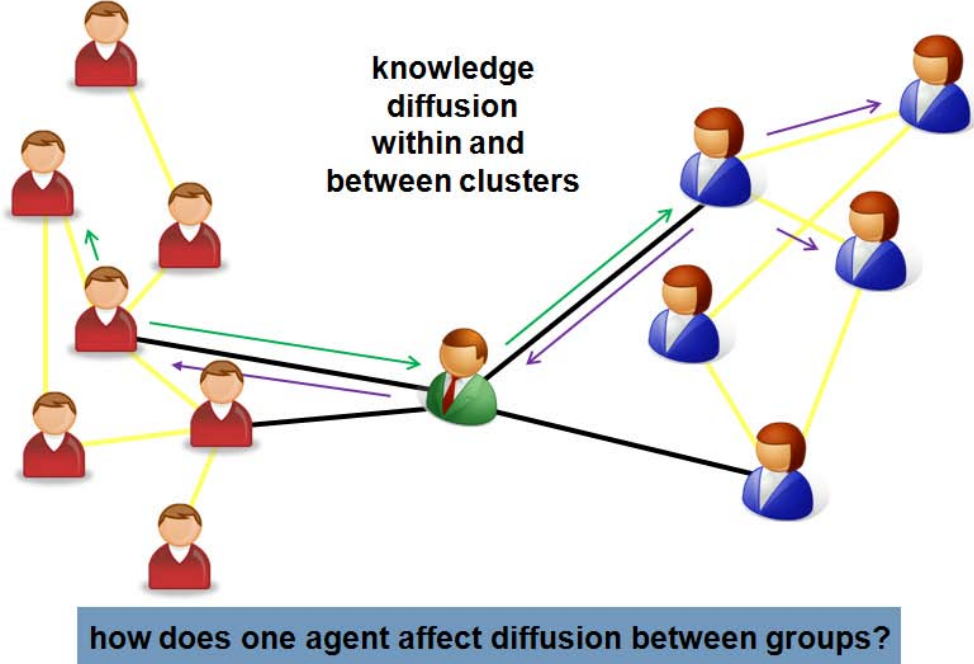 knowledge
diffusion
within and
between clusters
how does one agent affect diffusion between groups?